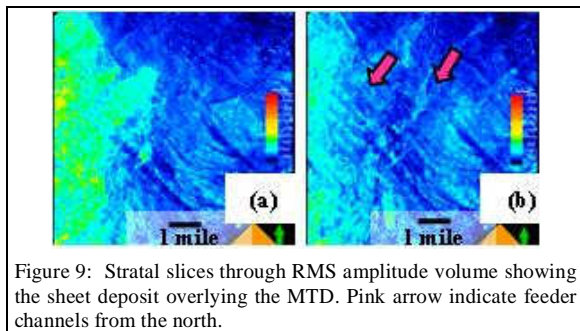 (a)
(b)
1 mile
1 mile
Figure 9: Stratal slices through RMS amplitude volume showing
the sheet deposit overlying the MTD. Pink arrow indicate feeder
channels from the north.